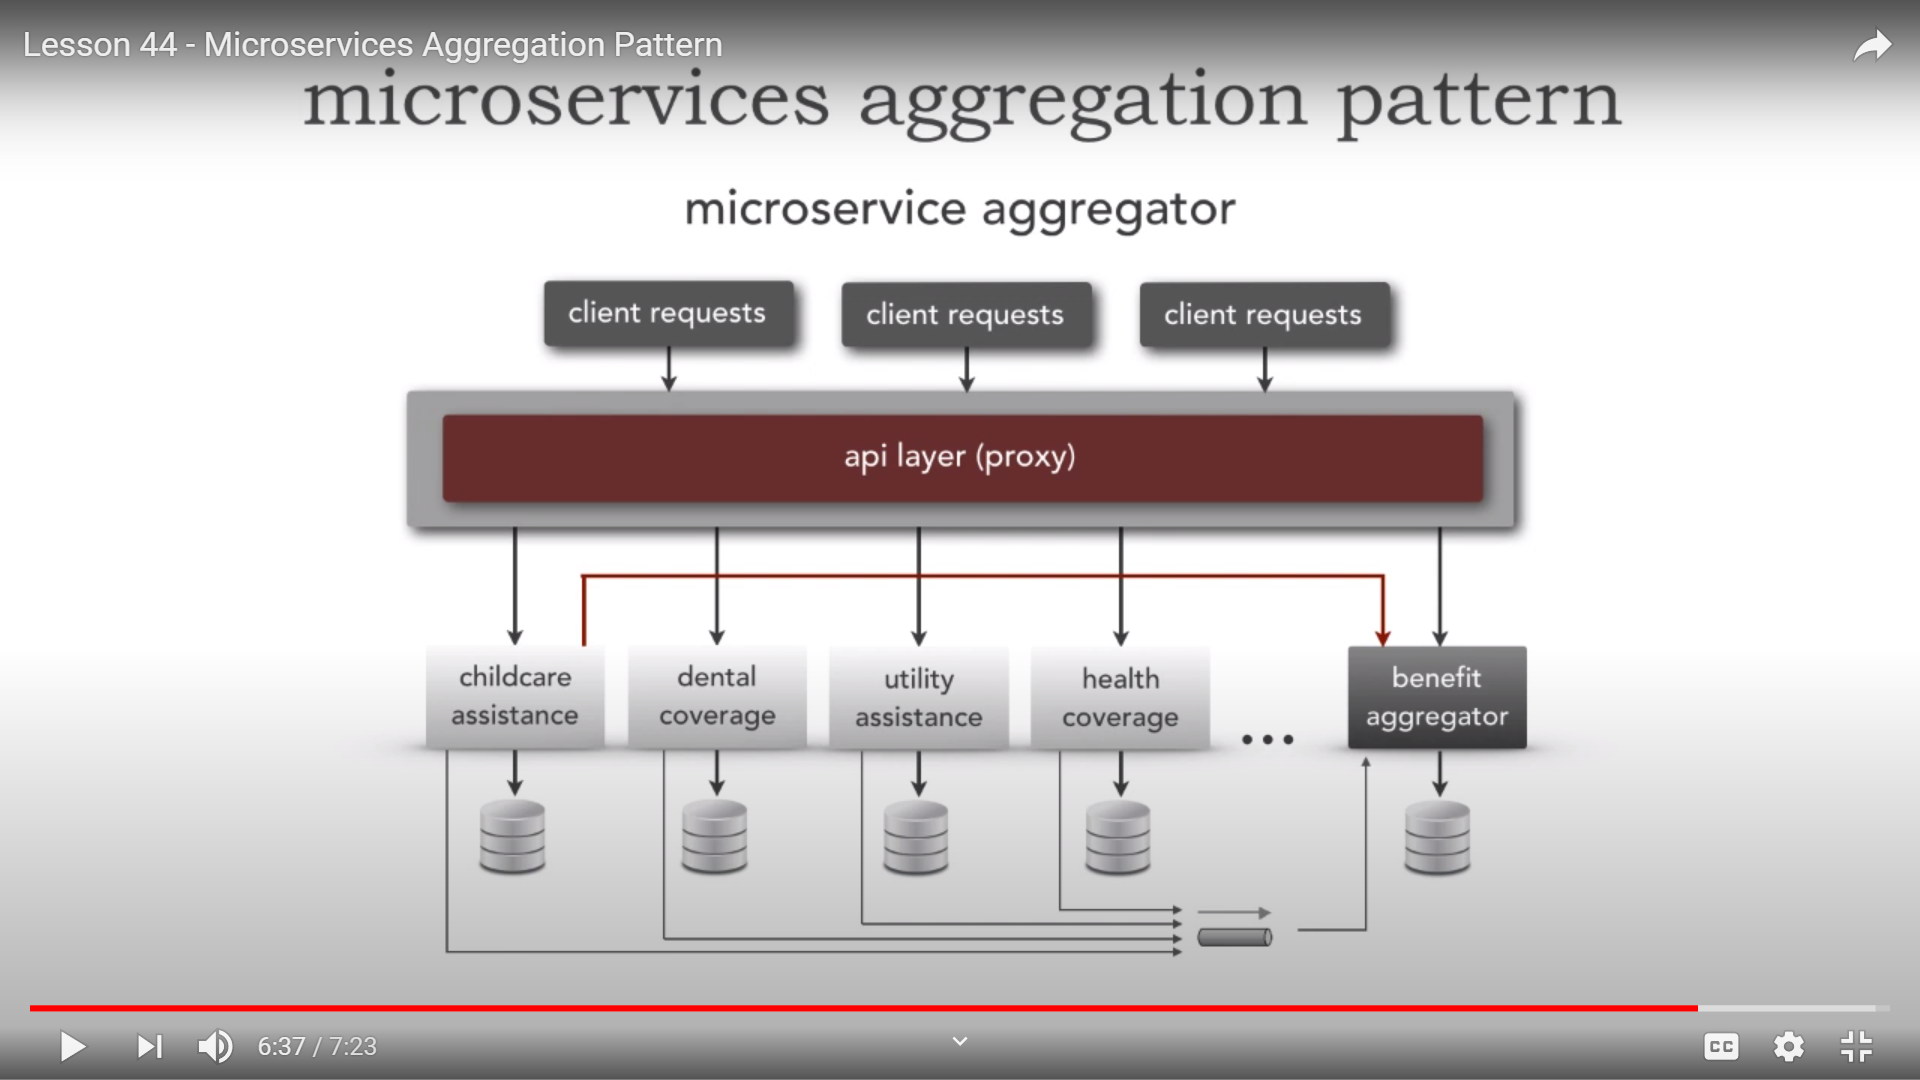 Lesson 44 - Microservices Aggregation Pattern
microservices aggregation pattern
microservice aggregator
client requests
client requests
client requests
api layer (proxy)
childcare
assistance
dental
coverage
utility
assistance
health
coverage
•••
benefit
aggregator
6:37 / 7:23
CC